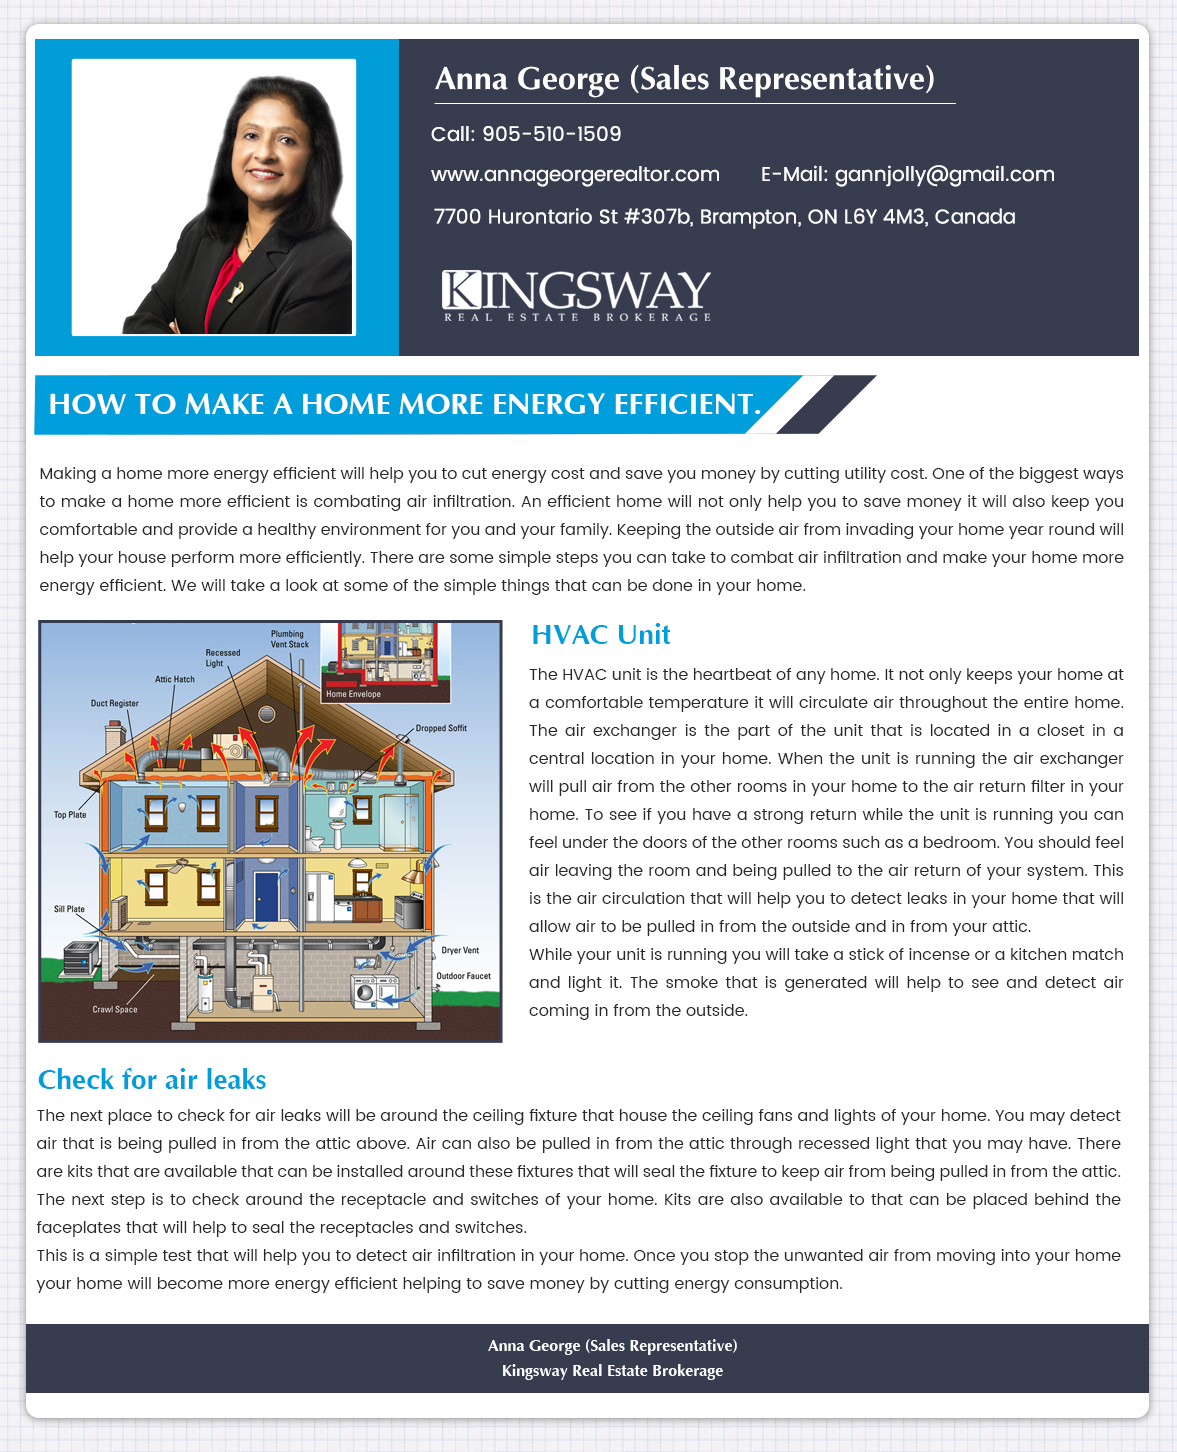 Anna George (Sales Representative)
Call: 905-510-1509
www.annageorgerealtor.com E-Mail: gannjolly@gmail.com
7700 Hurontario St #307b, Brampton, ON L6Y 4M3, Canada
KINGSWAY
REAL ESTATE BROKERAGE
HOW TO MAKE A HOME MORE ENERGY EFFICIENT.
Making a home more energy efficient will help you to cut energy cost and save you money by cutting utility cost. One of the biggest ways
to make a home more efficient is combating air infiltration. An efficient home will not only help you to save money it will also keep you
comfortable and provide a healthy environment for you and your family. Keeping the outside air from invading your home year round will
help your house perform more efficiently. There are some simple steps you can take to combat air infiltration and make your home more
energy efficient. We will take a look at some of the simple things that can be done in your home.
Plumbing
Vent Stack
Recessed
Light
Attic Hatch
Duct Register
Home Envelope
Dropped Soffit
Top Plate
Sill Plate
Dryer Vent
Outdoor Faucet
Crawl Space
HVAC Unit
The HVAC unit is the heartbeat of any home. It not only keeps your home at
a comfortable temperature it will circulate air throughout the entire home.
The air exchanger is the part of the unit that is located in a closet in a
central location in your home. When the unit is running the air exchanger
will pull air from the other rooms in your home to the air return filter in your
home. To see if you have a strong return while the unit is running you can
feel under the doors of the other rooms such as a bedroom. You should feel
air leaving the room and being pulled to the air return of your system. This
is the air circulation that will help you to detect leaks in your home that will
allow air to be pulled in from the outside and in from your attic.
While your unit is running you will take a stick of incense or a kitchen match
and light it. The smoke that is generated will help to see and detect air
coming in from the outside.
Check for air leaks
The next place to check for air leaks will be around the ceiling fixture that house the ceiling fans and lights of your home. You may detect
air that is being pulled in from the attic above. Air can also be pulled in from the attic through recessed light that you may have. There
are kits that are available that can be installed around these fixtures that will seal the fixture to keep air from being pulled in from the attic.
The next step is to check around the receptacle and switches of your home. Kits are also available to that can be placed behind the
faceplates that will help to seal the receptacles and switches.
This is a simple test that will help you to detect air infiltration in your home. Once you stop the unwanted air from moving into your home
your home will become more energy efficient helping to save money by cutting energy consumption.
Anna George (Sales Representative)
Kingsway Real Estate Brokerage